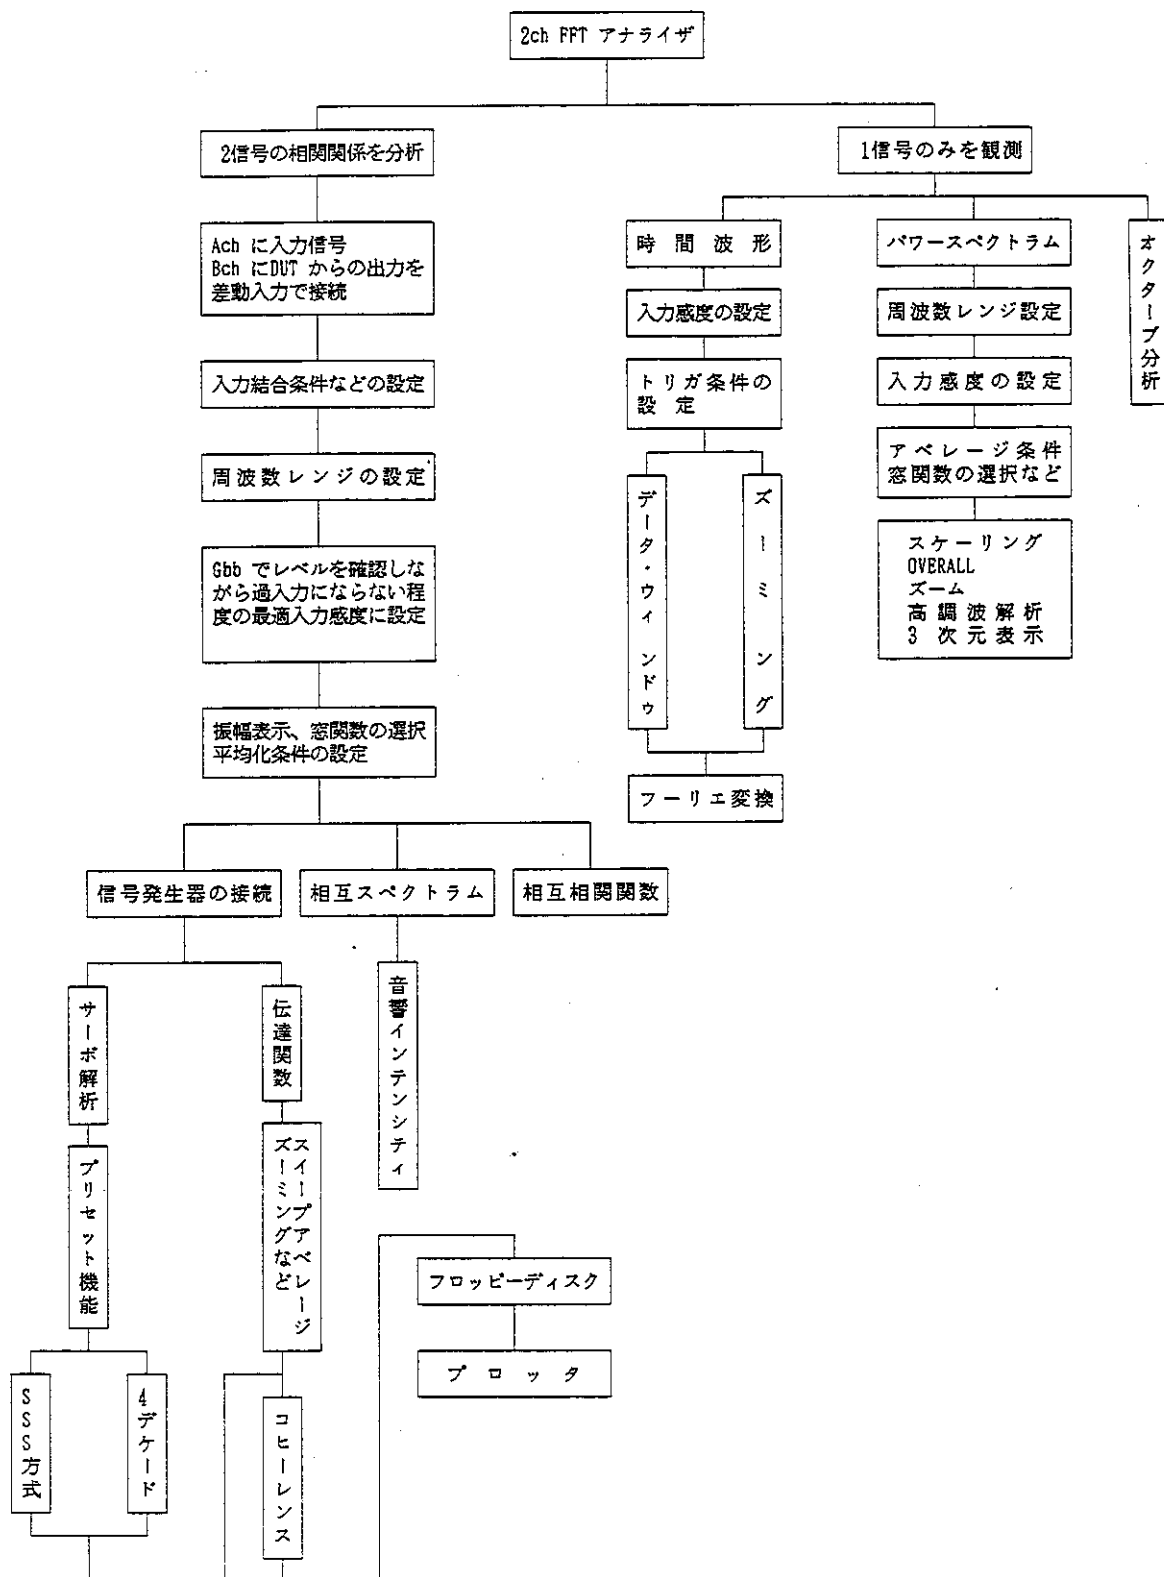 2ch FFT アナライザ
2信号の相関関係を分析
Ach に入力信号
Bch にDUT からの出力を
差動入力で接続
入力結合条件などの設定
周波数レンジの設定
Gbb でレベルを確認しな
がら過入力にならない程
度の最適入力感度に設定
振幅表示、窓関数の選択
平均化条件の設定
信号発生器の接続
サーボ解析
プリセット機能
SSS方式
4デケード
伝達関数
スイープアベレージ
ズーミングなど
コヒーレンス
相互スペクトラム
音響インテンシティ
相互相関関数
フロッピーディスク
プロッタ
1信号のみを観測
時間波形
入力感度の設定
トリガ条件の
設定
データ・ウィンドゥ
ズーミング
フーリエ変換
パワースペクトラム
周波数レンジ設定
入力感度の設定
アベレージ条件
窓関数の選択など
スケーリング
OVERALL
ズーム
高調波解析
3 次元表示
オクターブ分析